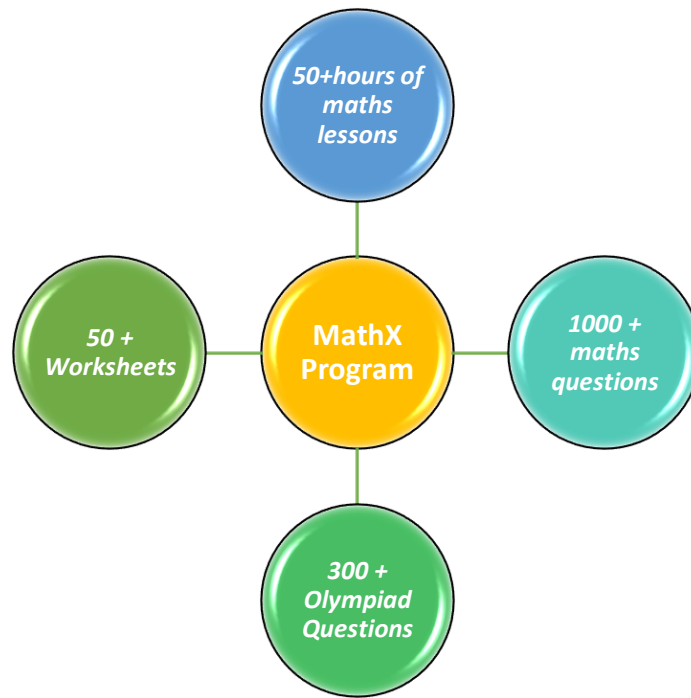 50+hours of
maths
lessons
50 +
Worksheets
MathX
Program
1000 +
maths
questions
300 +
Olympiad
Questions